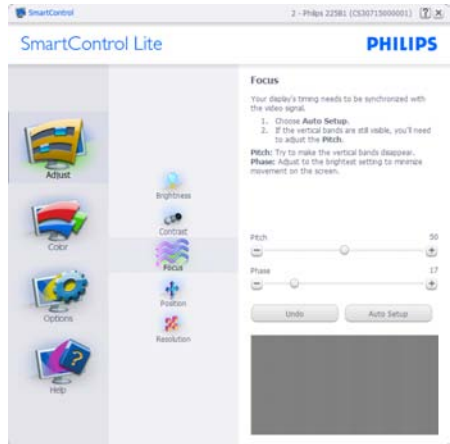 SmartControl
2 - Philips 225B1 (CS30715000001)
SmartControl Lite
PHILIPS
Adjust
Color
Options
Help
Brightness
Contrast
Focus
Position
Resolution
Focus
Your display's timing needs to be synchronized with
the video signal.
1. Choose Auto Setup.
2. If the vertical bands are still visible, you'll need
to adjust the Pitch.
Pitch: Try to make the vertical bands disappear.
Phase: Adjust to the brightest setting to minimize
movement on the screen.
Pitch 50
Phase 17
Undo
Auto Setup